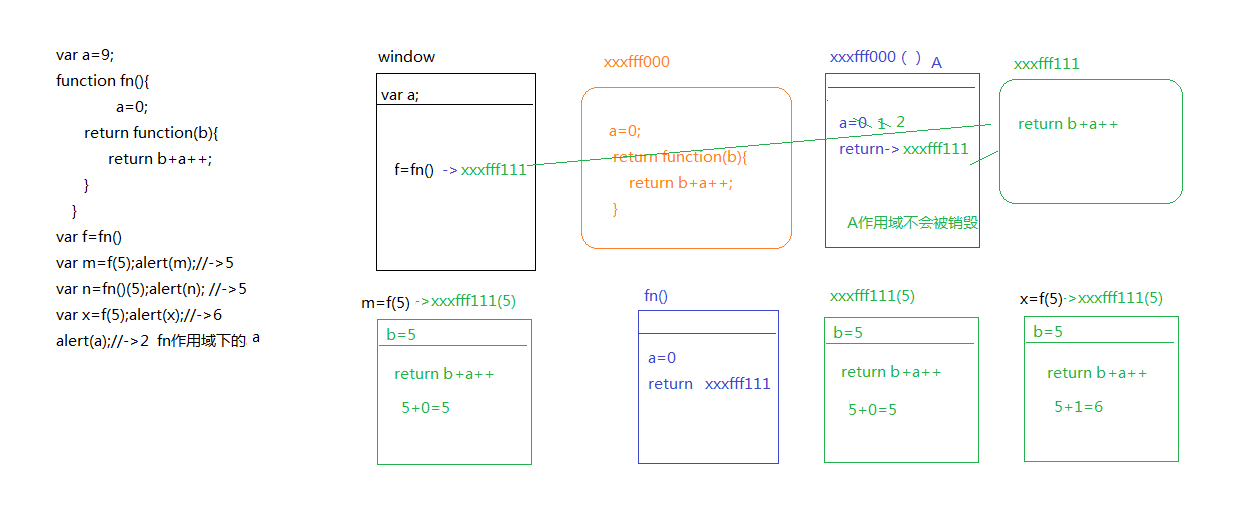 var a=9;
function fn(){
a=0;
return function(b){
return b+a++;
}
}
var f=fn()
var m=f(5);alert(m);//->5
var n=fn()(5);alert(n); //->5
var x=f(5);alert(x);//->6
alert(a);//->2 fn作用域下的 a
window
var a;
f=fn() -> xxxfff111
xxxfff000
a=0;
return function(b){
return b+a++;
}
xxxfff000 ( ) A
a=0 1 2
return-> xxxfff111
A作用域不会被销毁
xxxfff111
return b+a++
m=f(5) ->xxxfff111(5)
b=5
return b+a++
5+0=5
fn()
a=0
return xxxfff111
xxxfff111(5)
b=5
return b+a++
5+0=5
x=f(5)->xxxfff111(5)
b=5
return b+a++
5+1=6